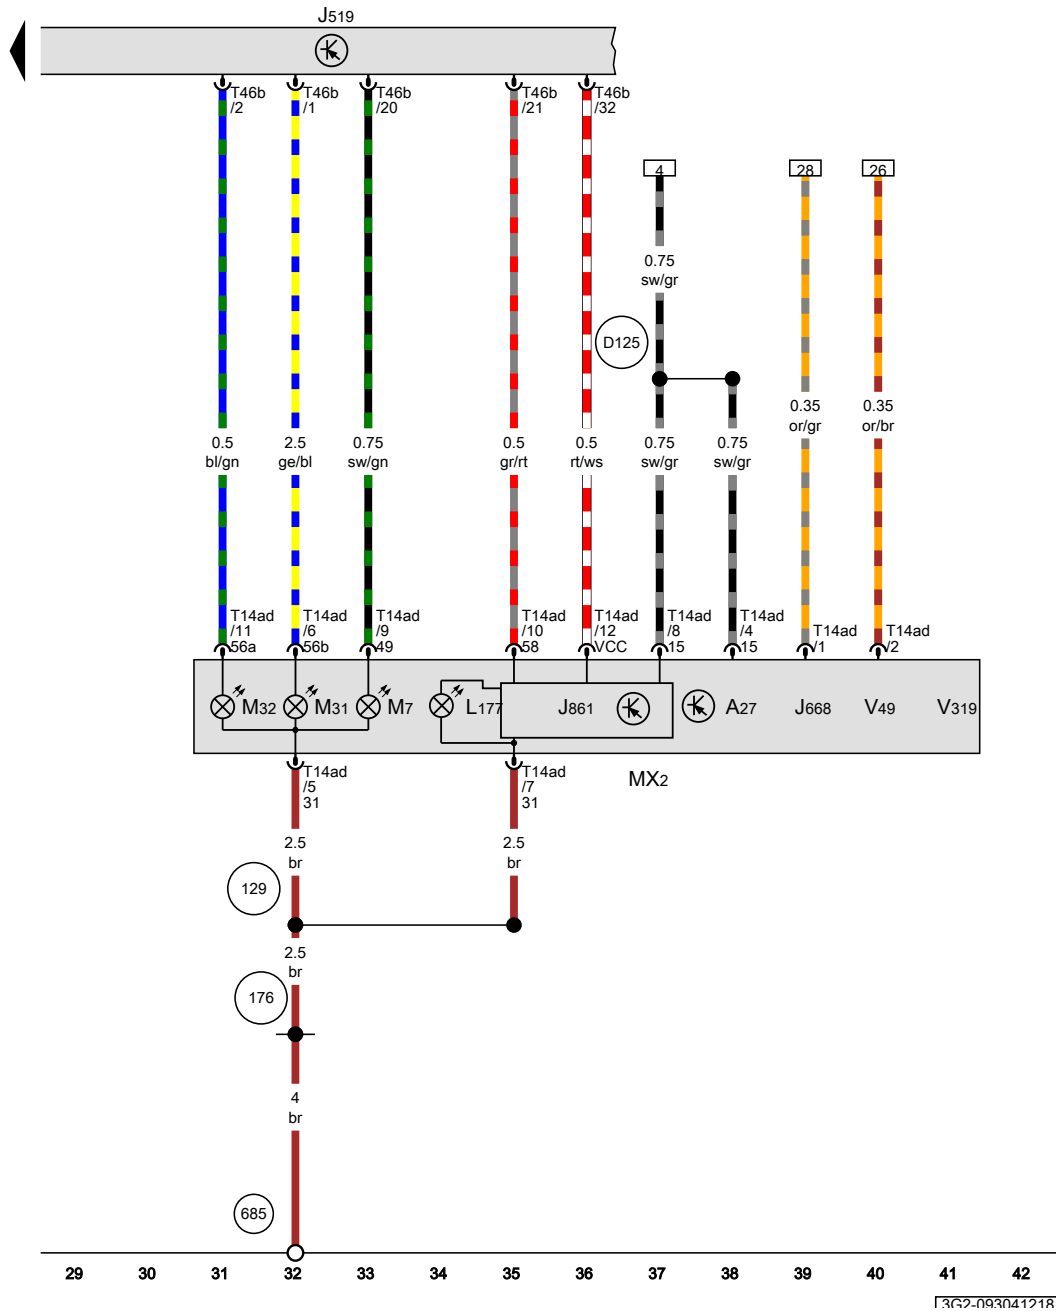 J519
T46b T46b T46b T46b T46b
/2 /1 /20 /21 /32
4 28 26
0.75
sw/gr
D125
0.35 0.35
or/gr or/br
0.5 2.5 0.75 0.5 0.5 0.75 0.75
bl/gn ge/bl sw/gn gr/rt rt/ws sw/gr sw/gr
T14ad T14ad T14ad T14ad T14ad T14ad T14ad
/11 /6 /9 /10 /12 /8 /4 T14ad T14ad
56a 56b 49 58 VCC 15 15 /1 /2
M32 M31 M7 L177 J861 A27 J668 V49 V319
T14ad T14ad MX2
/5 /7
31 31
2.5 2.5
br br
129
2.5
br
176
4
br
685
29 30 31 32 33 34 35 36 37 38 39 40 41 42
3G2-093041218